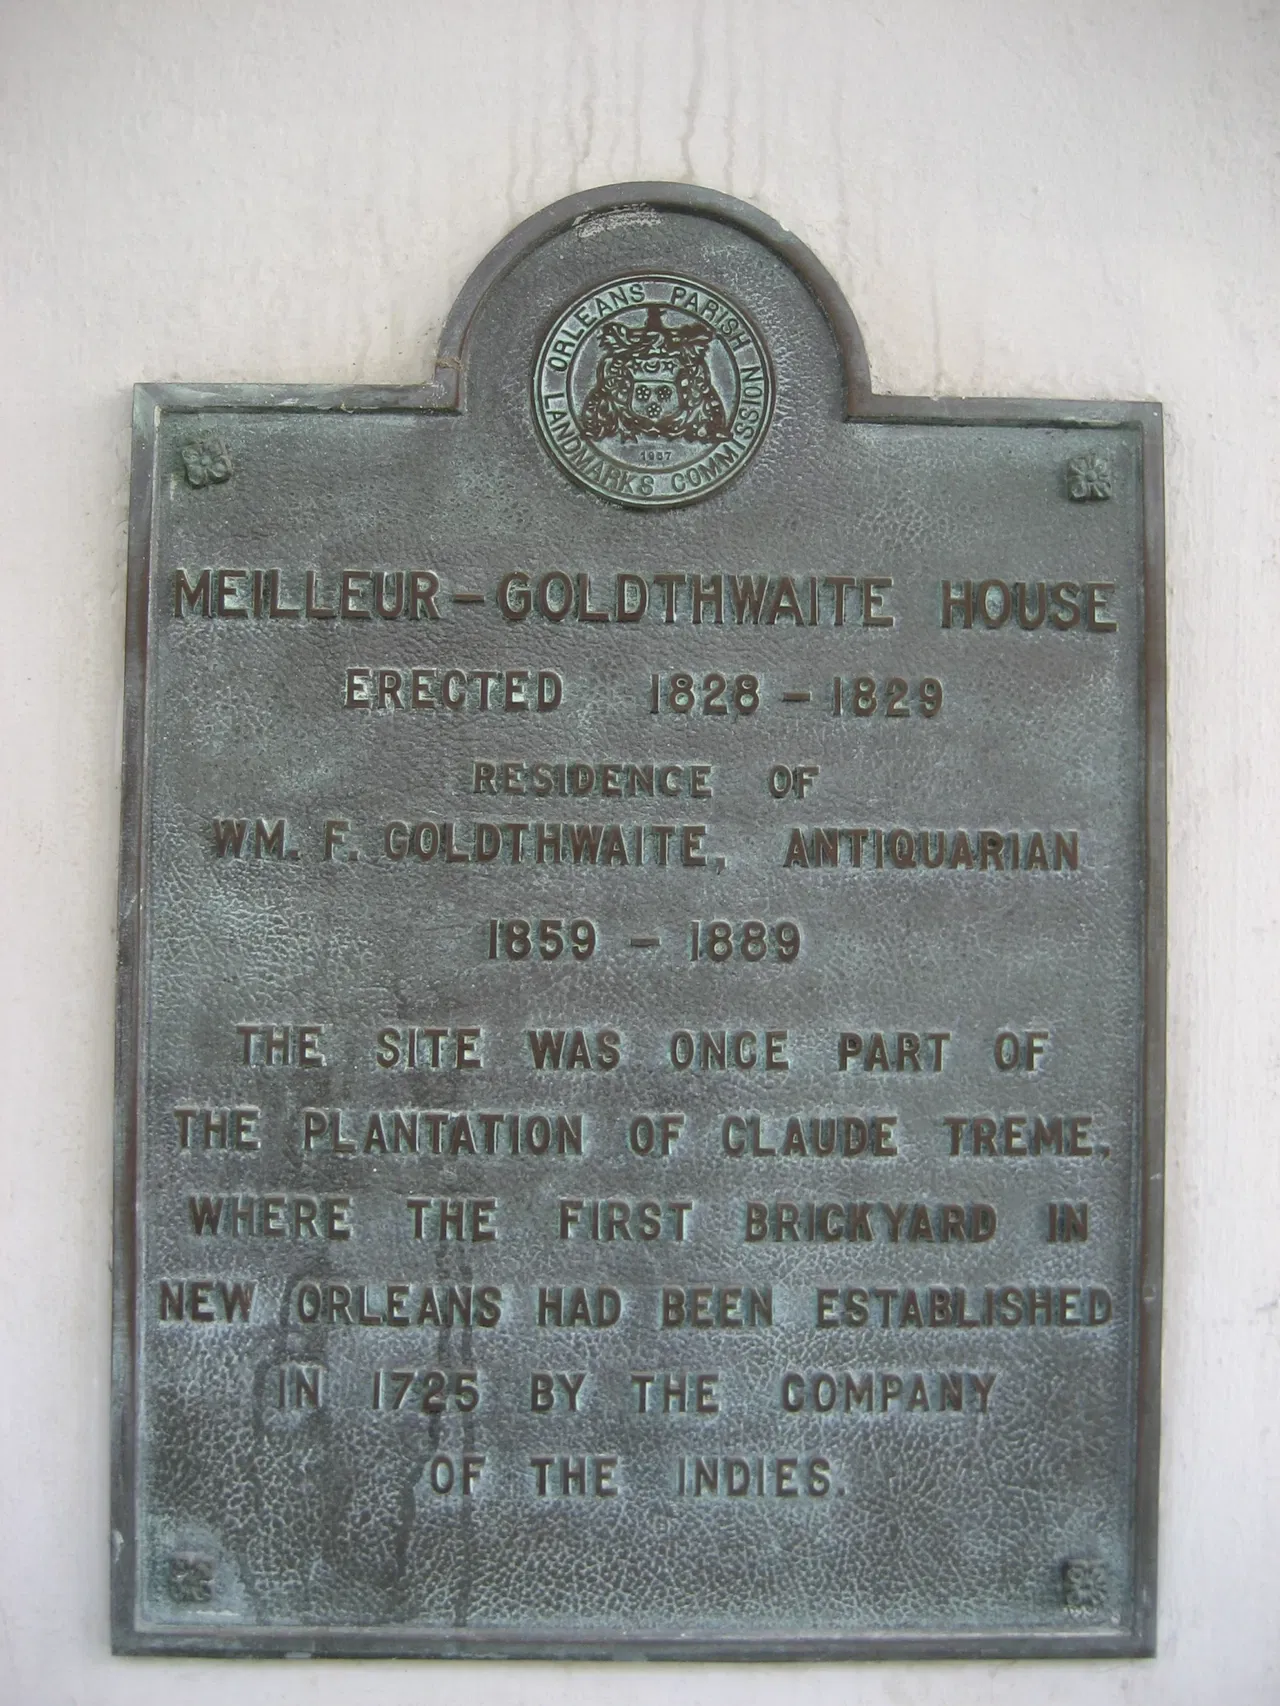 ORLEANS PARISH
LANDMARKS COMMISSION
1957
MEILLEUR-GOLDTHWAITE HOUSE
ERECTED 1828-1829
RESIDENCE OF
WM. F. GOLDTHWAITE, ANTIQUARIAN
1859 - 1889
THE SITE WAS ONCE PART OF
THE PLANTATION OF CLAUDE TREME,
WHERE THE FIRST BRICKYARD IN
NEW ORLEANS HAD BEEN ESTABLISHED
IN 1725 BY THE COMPANY
OF THE INDIES.